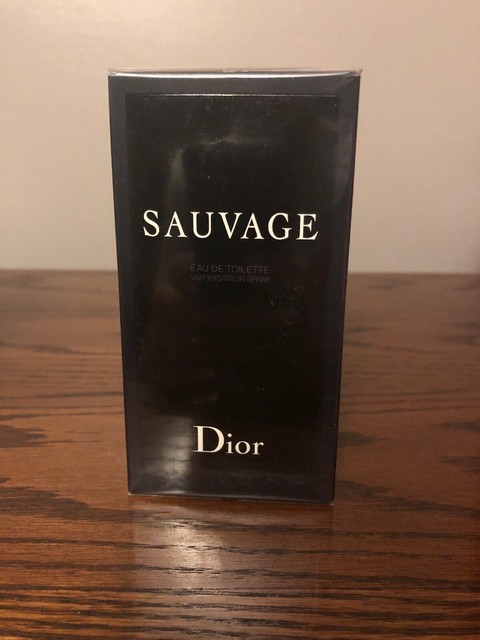 SAUVAGE
EAU DE TOILETTE
VAPORISATEUR SPRAY
Dior